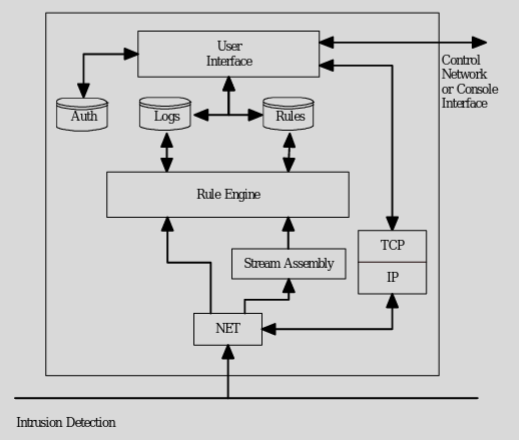 User
Interface
Control
Network
or Console
Interface
Auth
Logs
Rules
Rule Engine
TCP
Stream Assembly
IP
NET
Intrusion Detection